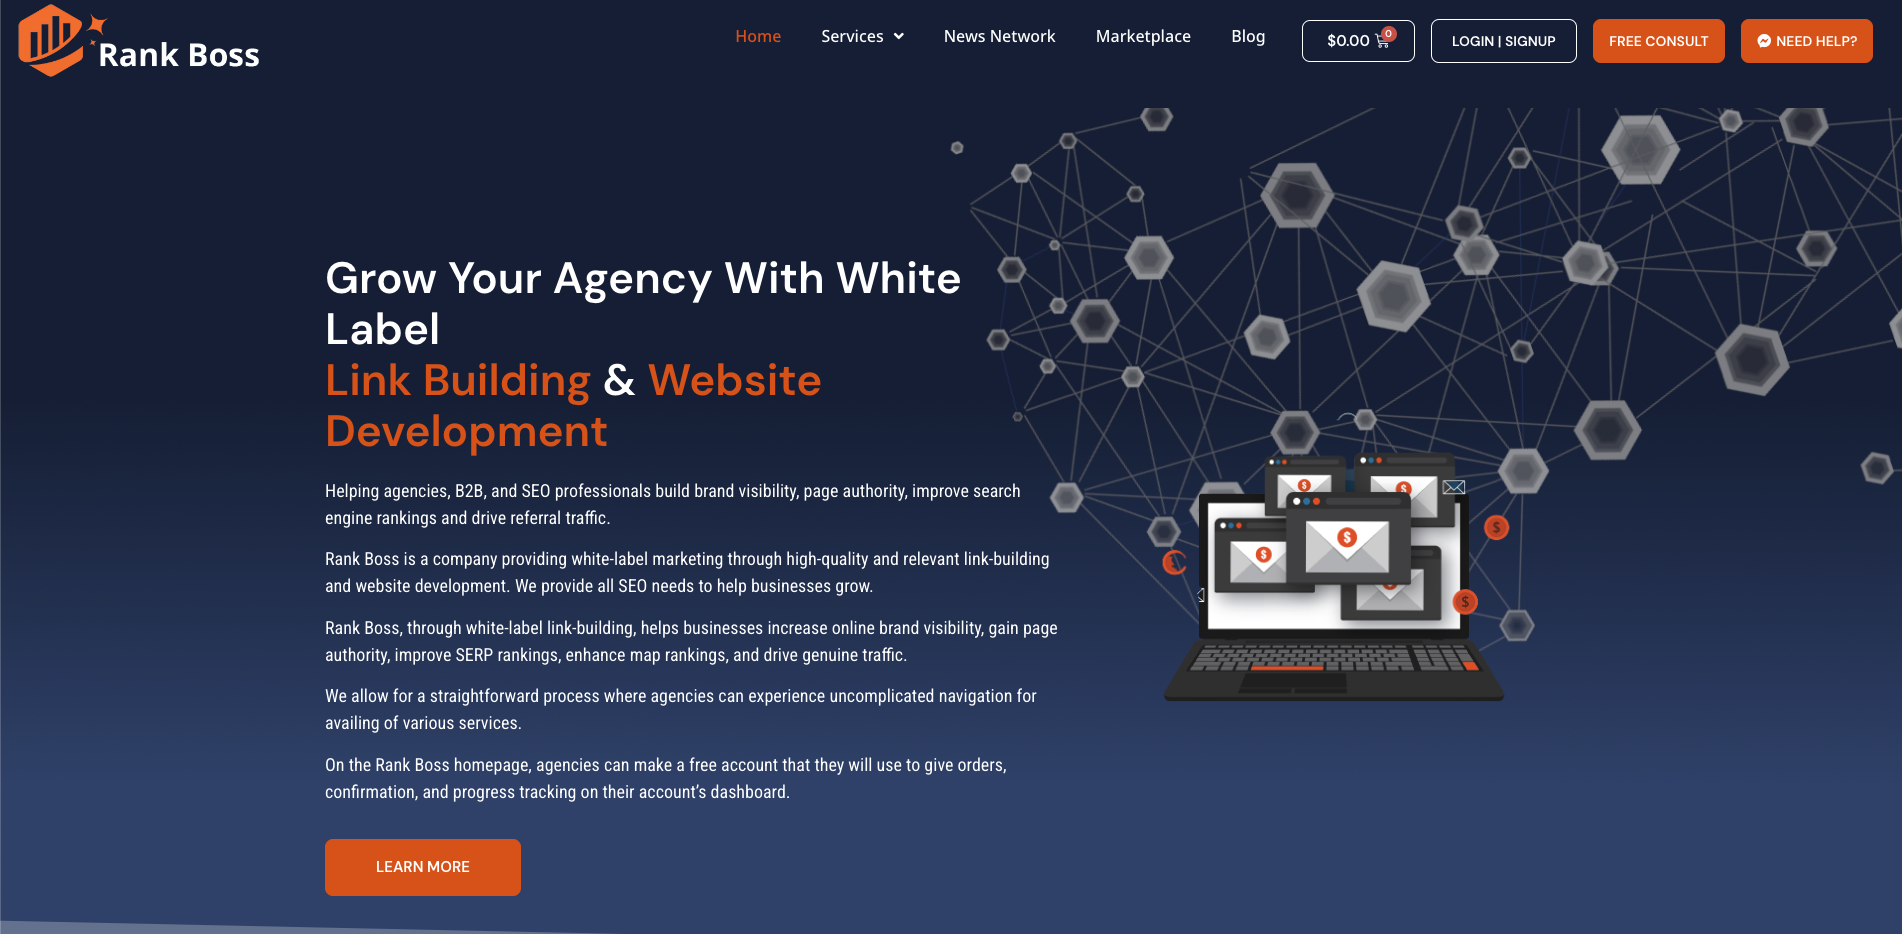 Rank Boss
Home Services News Network Marketplace Blog $0.00 0 LOGIN | SIGNUP FREE CONSULT NEED HELP?
Grow Your Agency With White
Label
Link Building & Website
Development
Helping agencies, B2B, and SEO professionals build brand visibility, page authority, improve search
engine rankings and drive referral traffic.
Rank Boss is a company providing white-label marketing through high-quality and relevant link-building
and website development. We provide all SEO needs to help businesses grow.
Rank Boss, through white-label link-building, helps businesses increase online brand visibility, gain page
authority, improve SERP rankings, enhance map rankings, and drive genuine traffic.
We allow for a straightforward process where agencies can experience uncomplicated navigation for
availing of various services.
On the Rank Boss homepage, agencies can make a free account that they will use to give orders,
confirmation, and progress tracking on their account’s dashboard.
LEARN MORE